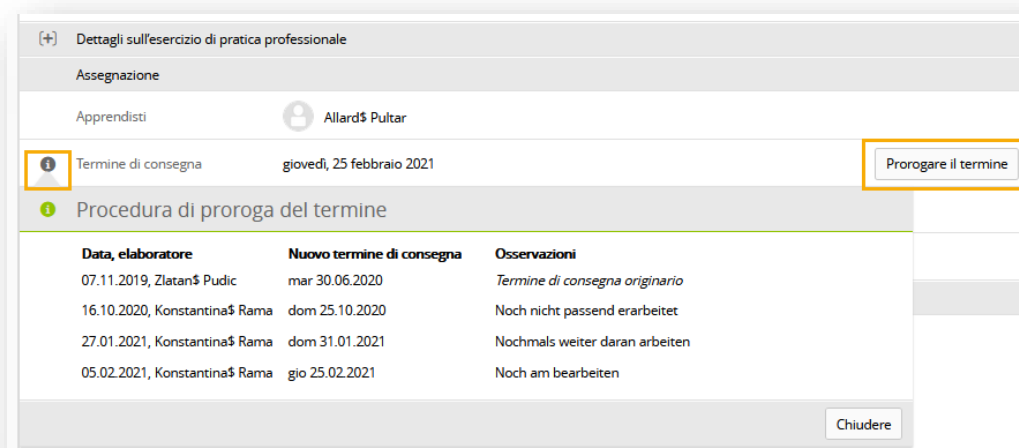 Dettagli sull'esercizio di pratica professionale
Assegnazione
Apprendisti Allard$ Pultar
Termine di consegna giovedì, 25 febbraio 2021 Prorogare il termine
Procedura di proroga del termine
Data, elaboratore Nuovo termine di consegna Osservazioni
07.11.2019, Zlatan$ Pudic mar 30.06.2020 Termine di consegna originario
16.10.2020, Konstantina$ Rama dom 25.10.2020 Noch nicht passend erarbeitet
27.01.2021, Konstantina$ Rama dom 31.01.2021 Nochmals weiter daran arbeiten
05.02.2021, Konstantina$ Rama gio 25.02.2021 Noch am bearbeiten
Chiudere